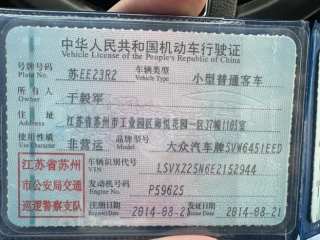 中华人民共和国机动车行驶证
Vehicle License of the People's Republic of China
号牌号码 苏EE23R2 车辆类型 小型普通客车
Plate No. Vehicle Type
所有人 于毅军
Owner
住址 江苏省苏州市工业园区海悦花园一区37幢1105室
Address
使用性质 非营运 品牌型号 大众汽车牌SVW6451EED
Use Character Model
江苏省苏州市公安局交通巡逻警察支队
车辆识别代号 LSVXZ25N6E2152944
VIN
发动机号码 P59625
Engine No.
注册日期 2014-08-21 发证日期 2014-08-21
Register Date Issue Date